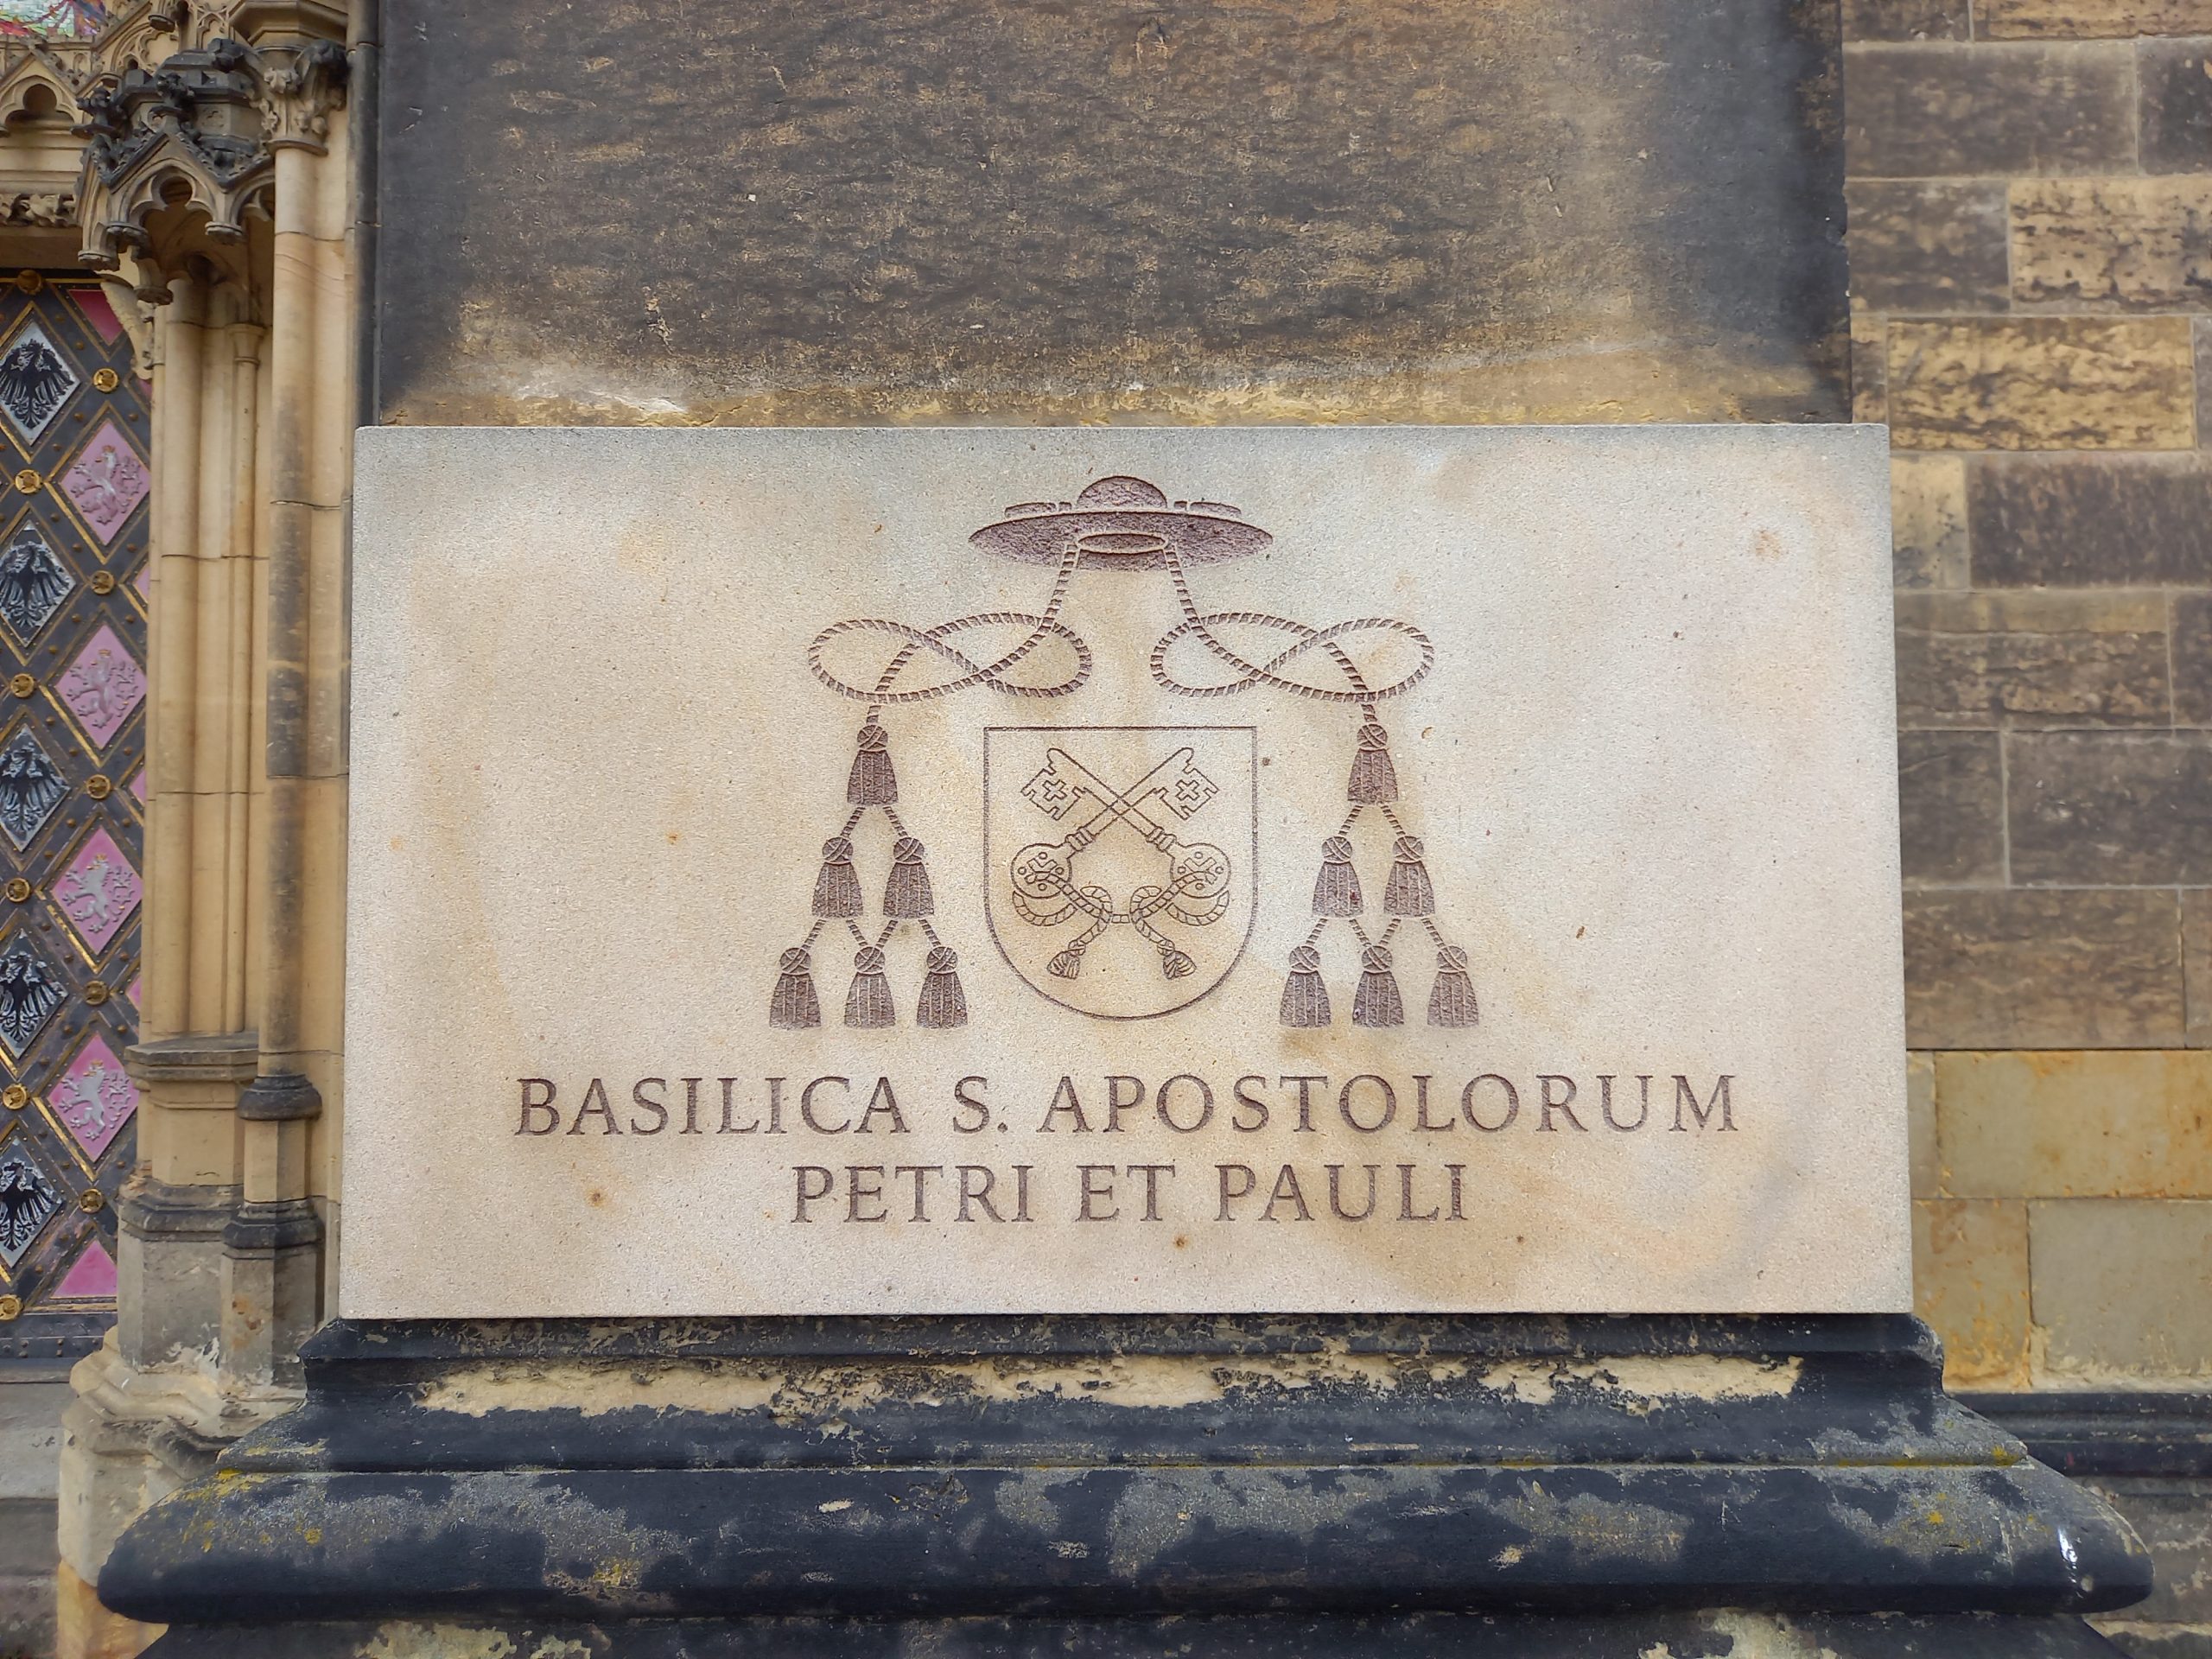 BASILICA S. APOSTOLORUM
PETRI ET PAULI